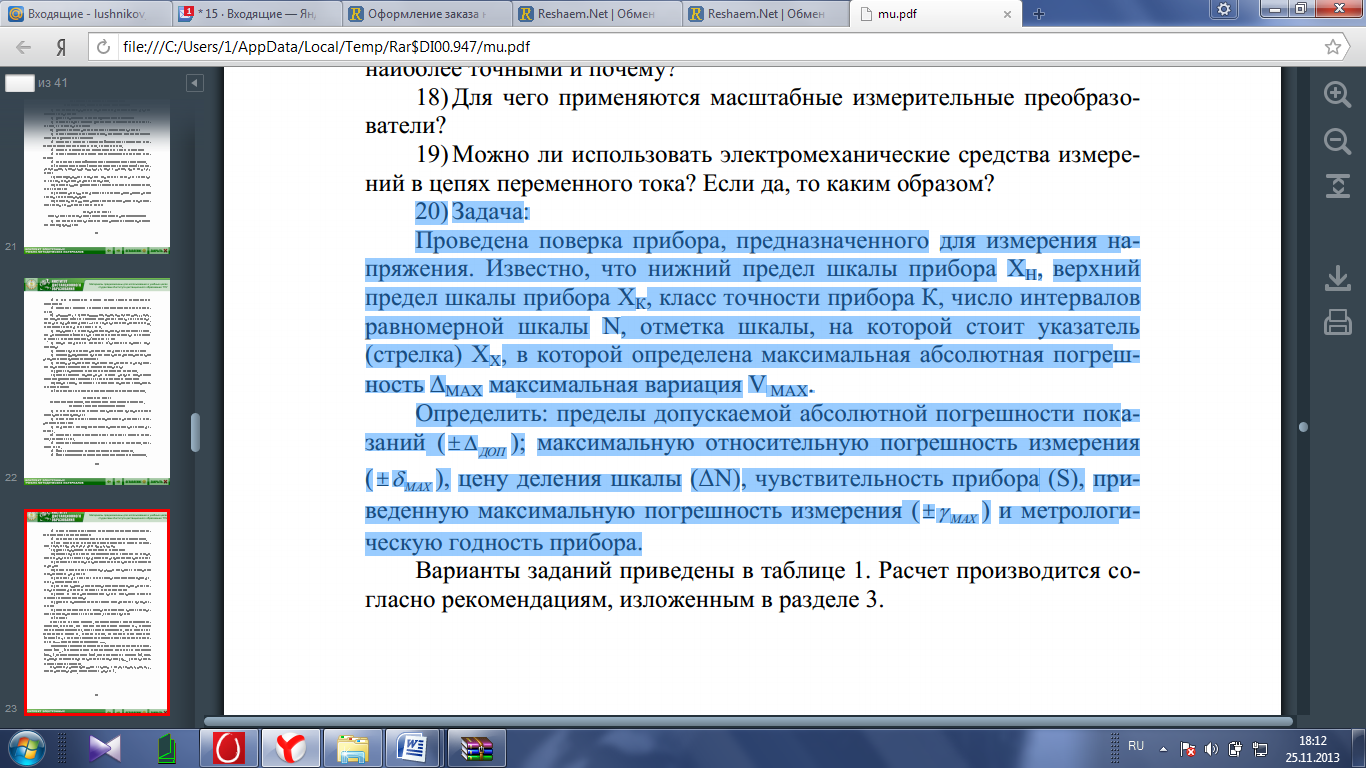 Входящие - lushnikov
* 15 · Входящие — Ян
Оформление заказа
Reshaem.Net | Обмен
Reshaem.Net | Обмен
mu.pdf
file:///C:/Users/1/AppData/Local/Temp/Rar$DI00.947/mu.pdf
из 41
21
22
23
наиболее точными и почему?
18) Для чего применяются масштабные измерительные преобразо-
ватели?
19) Можно ли использовать электромеханические средства измере-
ний в цепях переменного тока? Если да, то каким образом?
20) Задача:
Проведена поверка прибора, предназначенного для измерения на-
пряжения. Известно, что нижний предел шкалы прибора XН, верхний
предел шкалы прибора XК, класс точности прибора К, число интервалов
равномерной шкалы N, отметка шкалы, на которой стоит указатель
(стрелка) XХ, в которой определена максимальная абсолютная погреш-
ность ΔMAX максимальная вариация VMAX.
Определить: пределы допускаемой абсолютной погрешности пока-
заний (±ΔДОП); максимальную относительную погрешность измерения
(±δMAX), цену деления шкалы (ΔN), чувствительность прибора (S), при-
веденную максимальную погрешность измерения (±γMAX) и метрологи-
ческую годность прибора.
Варианты заданий приведены в таблице 1. Расчет производится со-
гласно рекомендациям, изложенным в разделе 3.
RU
18:12
25.11.2013